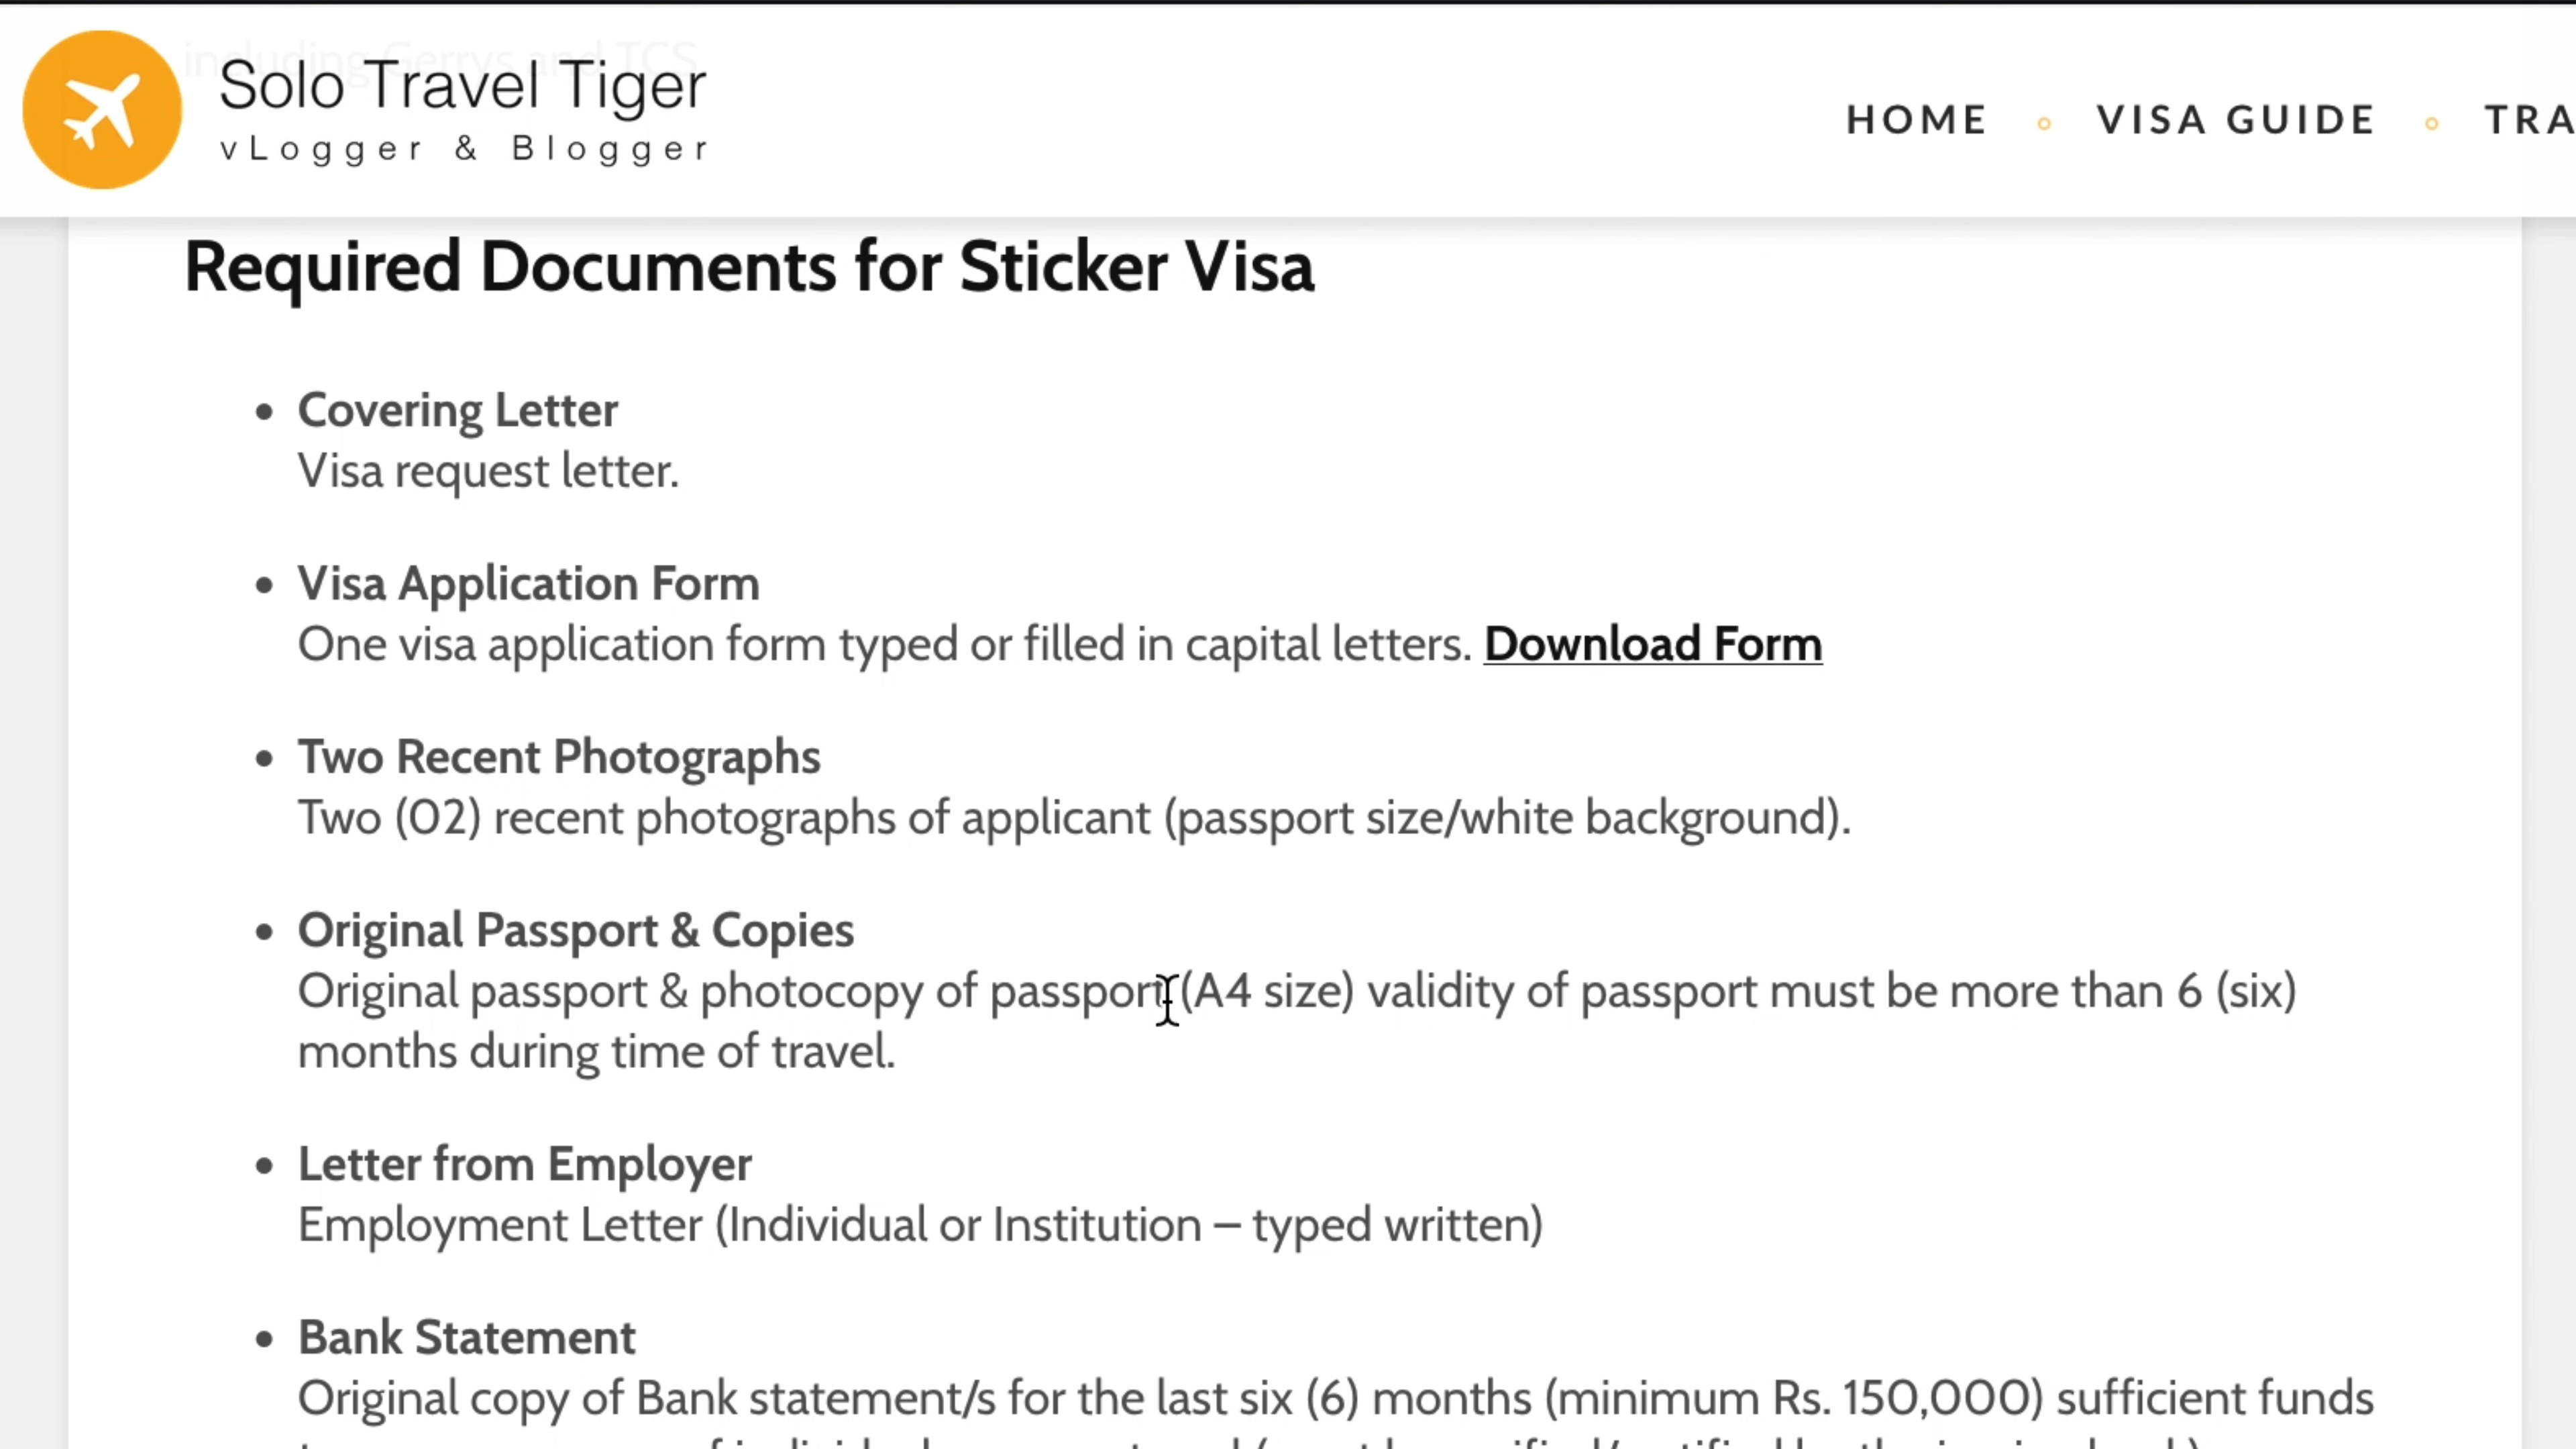 including Gerrys and TCS
Solo Travel Tiger
vLogger & Blogger
HOME VISA GUIDE TRA
Required Documents for Sticker Visa
Covering Letter
Visa request letter.
Visa Application Form
One visa application form typed or filled in capital letters. Download Form
Two Recent Photographs
Two (02) recent photographs of applicant (passport size/white background).
Original Passport & Copies
Original passport & photocopy of passport (A4 size) validity of passport must be more than 6 (six)
months during time of travel.
Letter from Employer
Employment Letter (Individual or Institution – typed written)
Bank Statement
Original copy of Bank statement/s for the last six (6) months (minimum Rs. 150,000) sufficient funds